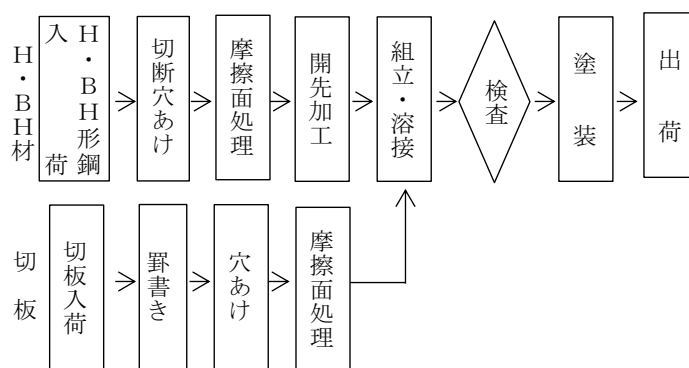 H・BH材
H・BH形鋼
入荷
切断穴あけ
摩擦面処理
開先加工
組立・溶接
検査
塗装
出荷
切板
切板入荷
罫書き
穴あけ
摩擦面処理